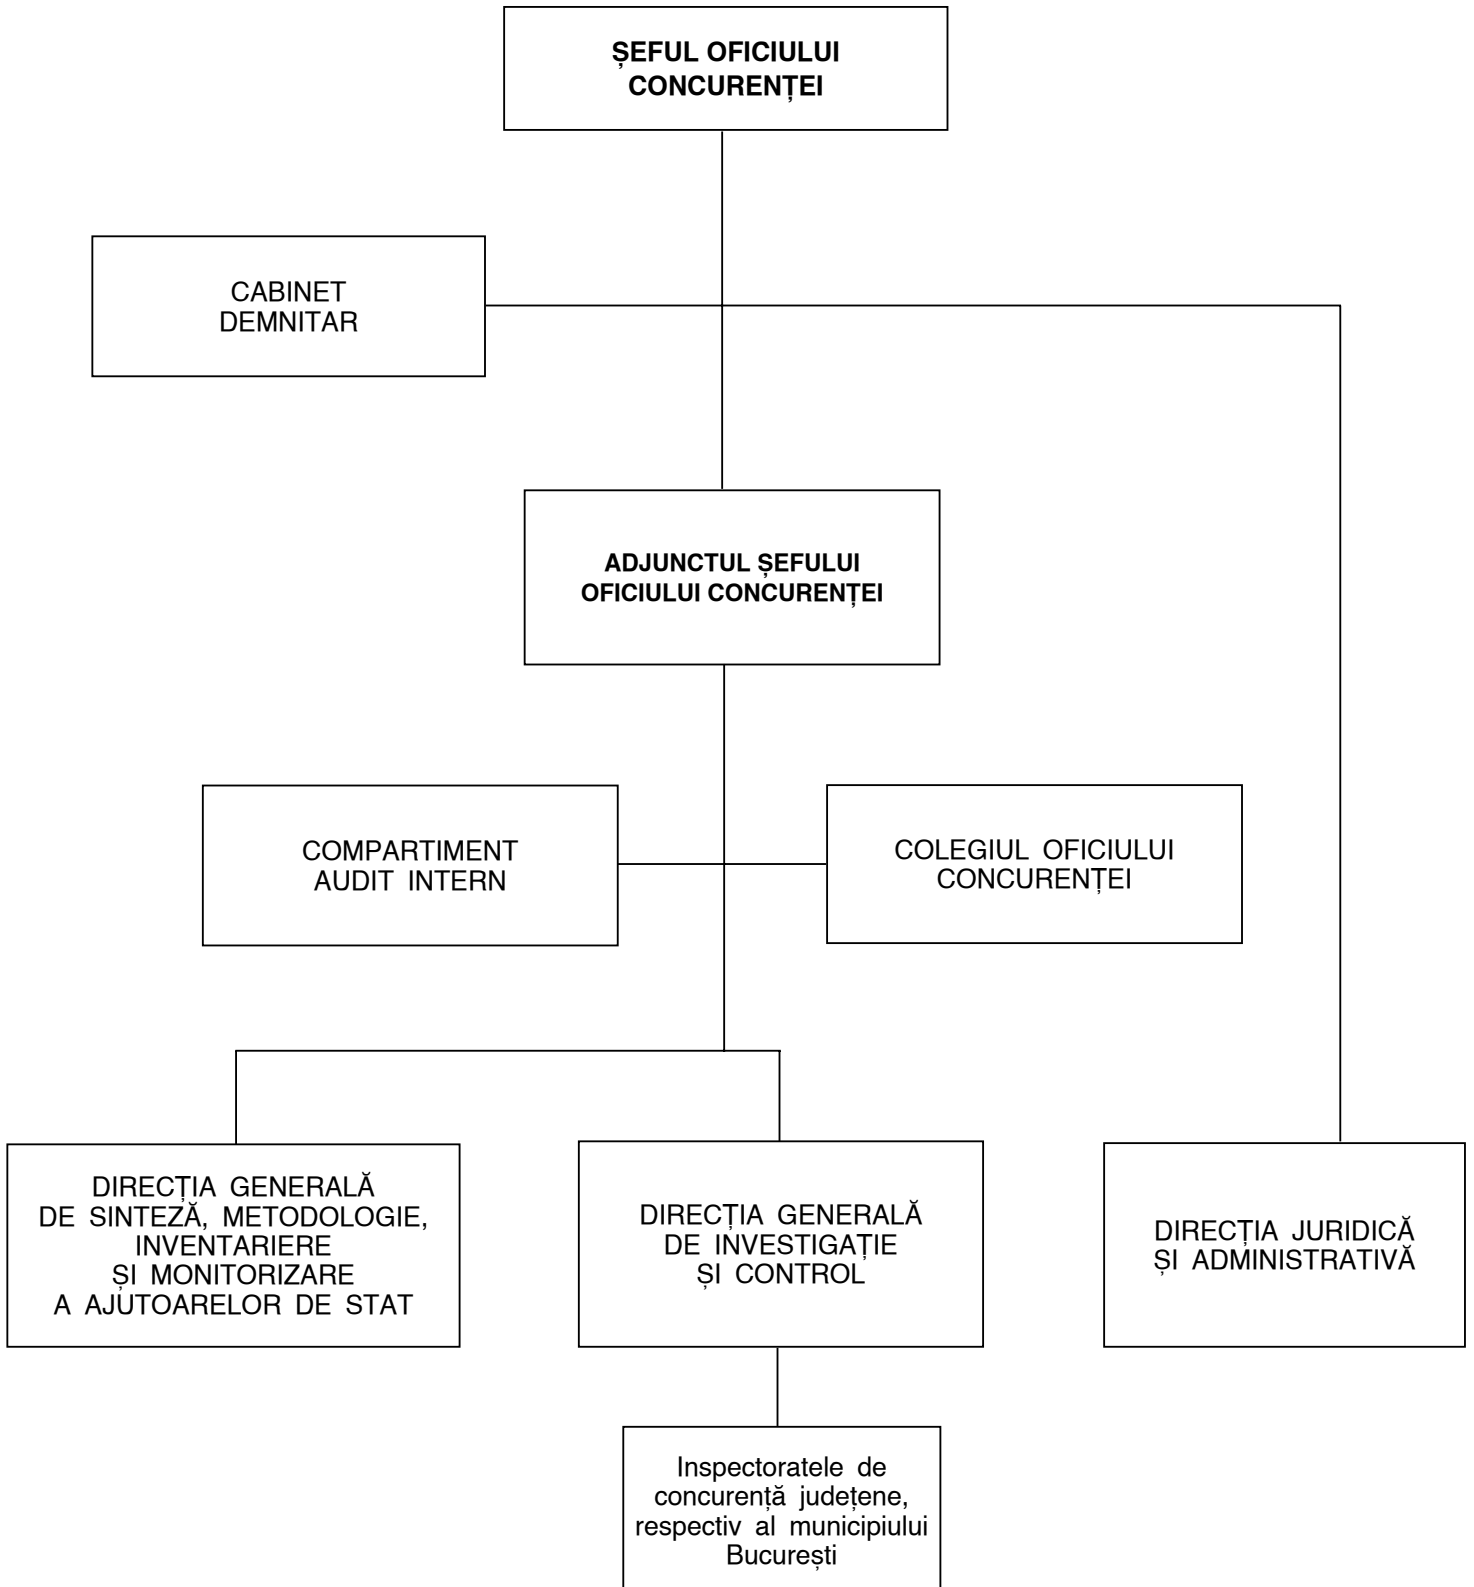 ȘEFUL OFICIULUI
CONCURENȚEI
CABINET
DEMNITAR
ADJUNCTUL ȘEFULUI
OFICIULUI CONCURENȚEI
COMPARTIMENT
AUDIT INTERN
COLEGIUL OFICIULUI
CONCURENȚEI
DIRECȚIA GENERALĂ
DE SINTEZĂ, METODOLOGIE,
INVENTARIERE
ȘI MONITORIZARE
A AJUTOARELOR DE STAT
DIRECȚIA GENERALĂ
DE INVESTIGAȚIE
ȘI CONTROL
DIRECȚIA JURIDICĂ
ȘI ADMINISTRATIVĂ
Inspectoratele de
concurență județene,
respectiv al municipiului
București